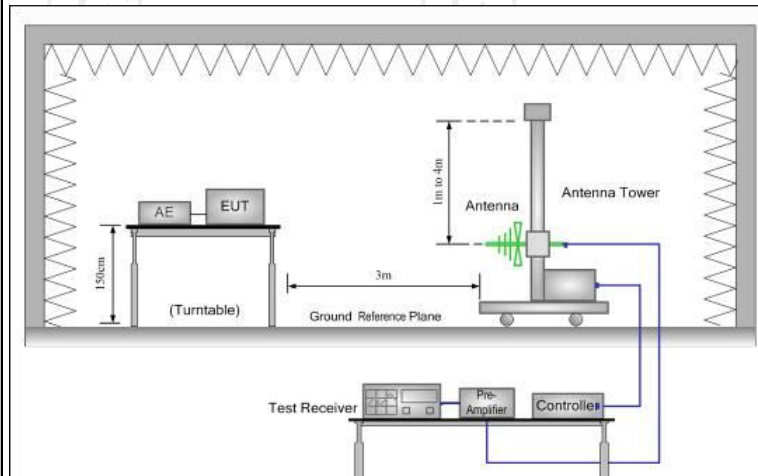 1m to 4m
Antenna Tower
Antenna
AE
EUT
150cm
3m
(Turntable)
Ground Reference Plane
Test Receiver
Pre-
Amplifier
Controller